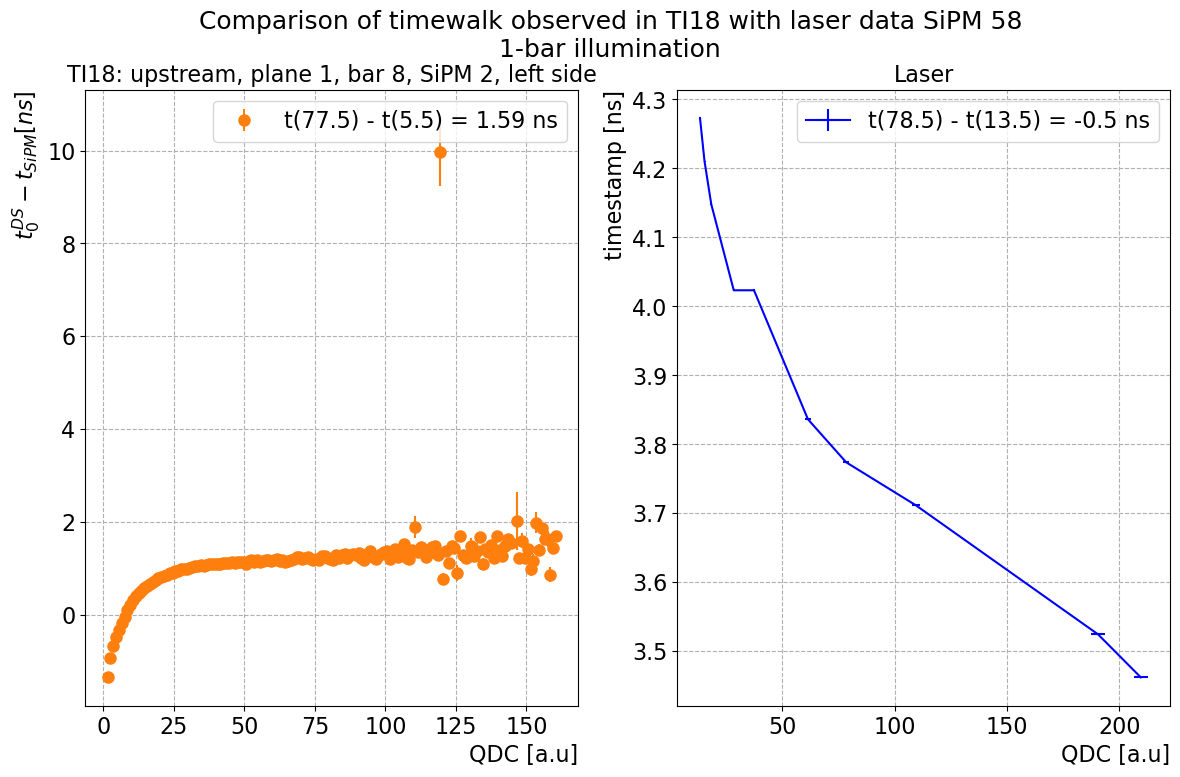 Comparison of timewalk observed in TI18 with laser data SiPM 58
1-bar illumination
TI18: upstream, plane 1, bar 8, SiPM 2, left side
t(77.5) - t(5.5) = 1.59 ns
t_0^{DS} − t_{SiPM}[ns]
10
8
6
4
2
0
0 25 50 75 100 125 150
QDC [a.u]
Laser
t(78.5) - t(13.5) = -0.5 ns
timestamp [ns]
4.3
4.2
4.1
4.0
3.9
3.8
3.7
3.6
3.5
50 100 150 200
QDC [a.u]